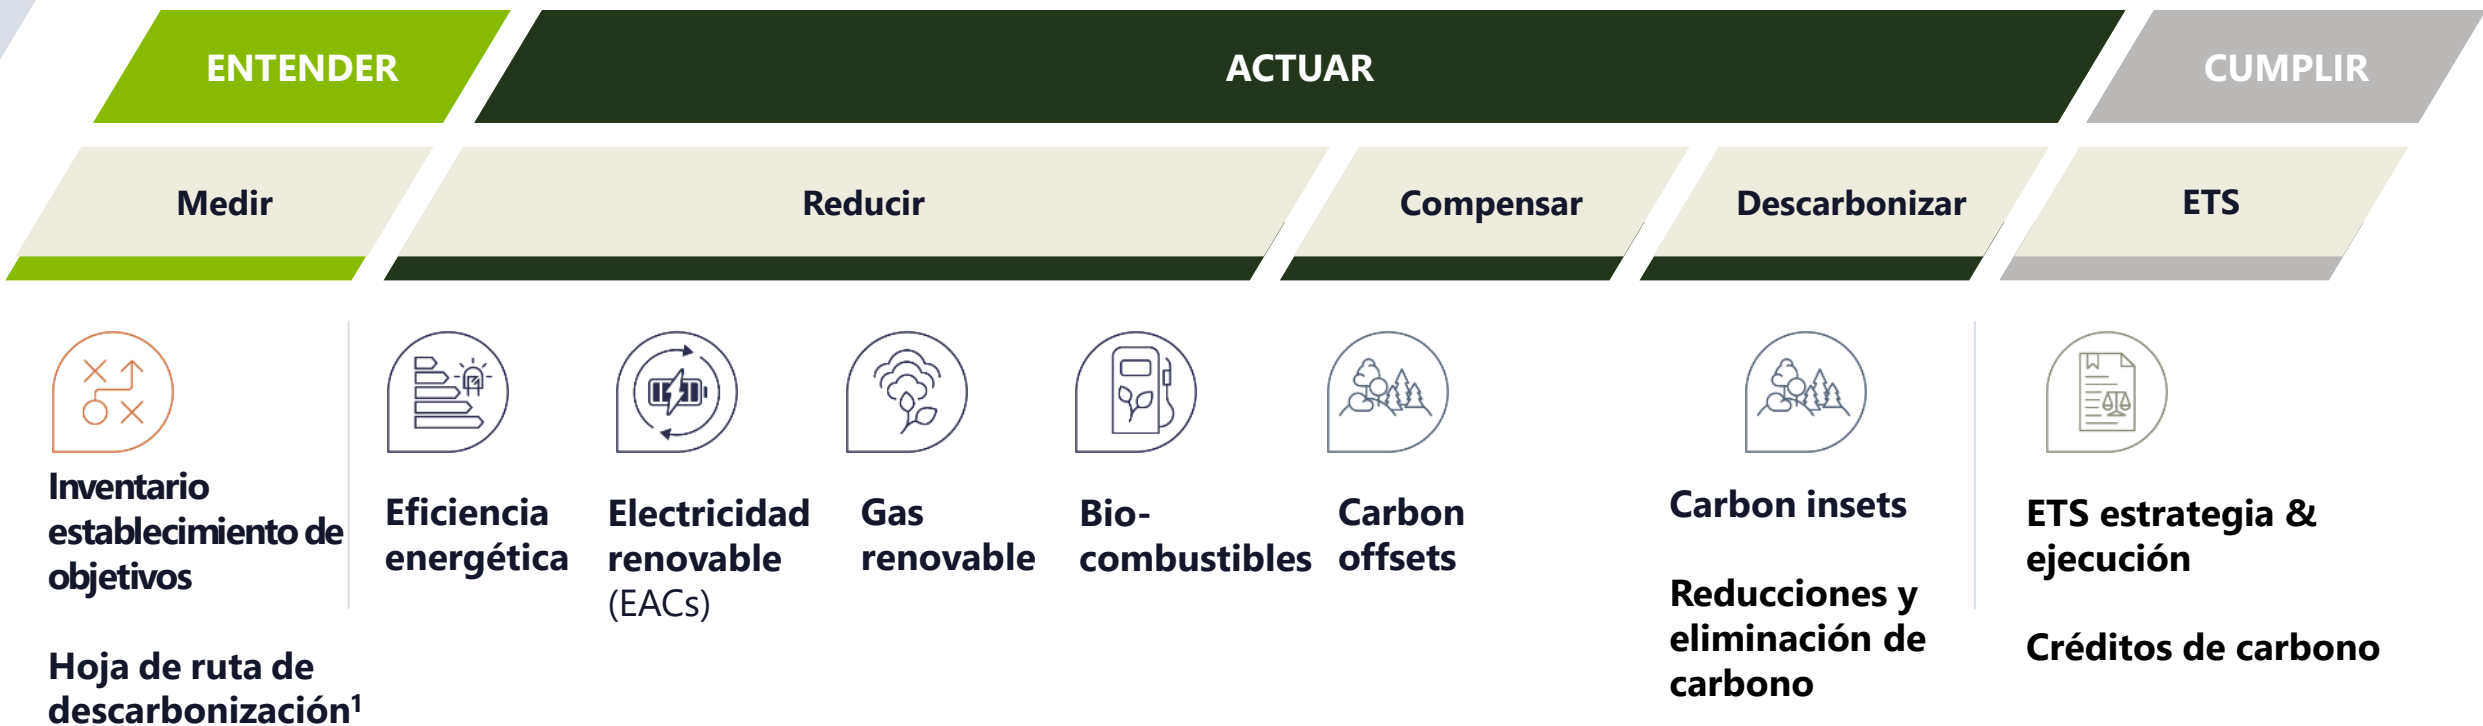 ENTENDER
ACTUAR
CUMPLIR
Medir
Reducir
Compensar
Descarbonizar
ETS
Inventario
establecimiento de
objetivos
Hoja de ruta de
descarbonización¹
Eficiencia
energética
Electricidad
renovable
(EACs)
Gas
renovable
Bio-
combustibles
Carbon
offsets
Carbon insets
Reducciones y
eliminación de
carbono
ETS estrategia &
ejecución
Créditos de carbono